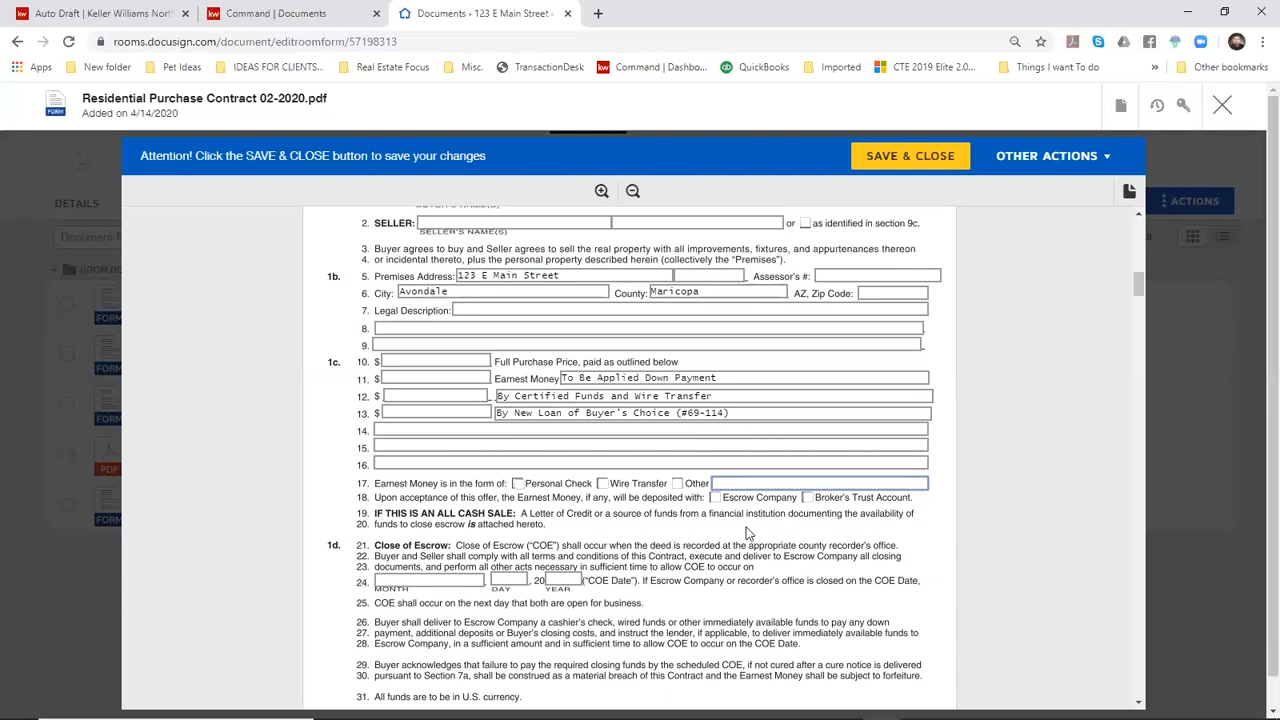 Auto Draft | Keller Williams Nort
Command | Documents
Documents › 123 E Main Street -
rooms.docusign.com/document/editroomform/57198313
Apps New folder Pet Ideas IDEAS FOR CLIENTS... Real Estate Focus Misc. TransactionDesk Command | Dashbo... QuickBooks Imported CTE 2019 Elite 2.0... Things I want To Do » Other bookmarks
FORM
Residential Purchase Contract 02-2020.pdf
Added on 4/14/2020
Attention! Click the SAVE & CLOSE button to save your changes
SAVE & CLOSE
OTHER ACTIONS
DETAILS
ACTIONS
2. SELLER: or as identified in section 9c.
SELLER'S NAME(S)
3. Buyer agrees to buy and Seller agrees to sell the real property with all improvements, fixtures, and appurtenances thereon
4. or incidental thereto, plus the personal property described herein (collectively the “Premises”).
1b. 5. Premises Address: 123 E Main Street Assessor’s #:
6. City: Avondale County: Maricopa AZ, Zip Code:
7. Legal Description:
8.
9.
1c. 10. $ Full Purchase Price, paid as outlined below
11. $ Earnest Money To Be Applied Down Payment
12. $ By Certified Funds and Wire Transfer
13. $ By New Loan of Buyer's Choice (#69-114)
14.
15.
16.
17. Earnest Money is in the form of: Personal Check Wire Transfer Other
18. Upon acceptance of this offer, the Earnest Money, if any, will be deposited with: Escrow Company Broker’s Trust Account.
19. IF THIS IS AN ALL CASH SALE: A Letter of Credit or a source of funds from a financial institution documenting the availability of
20. funds to close escrow is attached hereto.
1d. 21. Close of Escrow: Close of Escrow (“COE”) shall occur when the deed is recorded at the appropriate county recorder’s office.
22. Buyer and Seller shall comply with all terms and conditions of this Contract, execute and deliver to Escrow Company all closing
23. documents, and perform all other acts necessary in sufficient time to allow COE to occur on
24. , 20 (“COE Date”). If Escrow Company or recorder’s office is closed on the COE Date,
MONTH DAY YEAR
25. COE shall occur on the next day that both are open for business.
26. Buyer shall deliver to Escrow Company a cashier’s check, wired funds or other immediately available funds to pay any down
27. payment, additional deposits or Buyer’s closing costs, and instruct the lender, if applicable, to deliver immediately available funds to
28. Escrow Company, in a sufficient amount and in sufficient time to allow COE to occur on the COE Date.
29. Buyer acknowledges that failure to pay the required closing funds by the scheduled COE, if not cured after a cure notice is delivered
30. pursuant to Section 7a, shall be construed as a material breach of this Contract and the Earnest Money shall be subject to forfeiture.
31. All funds are to be in U.S. currency.
Document F
FORM
FORM
FORM
PDF